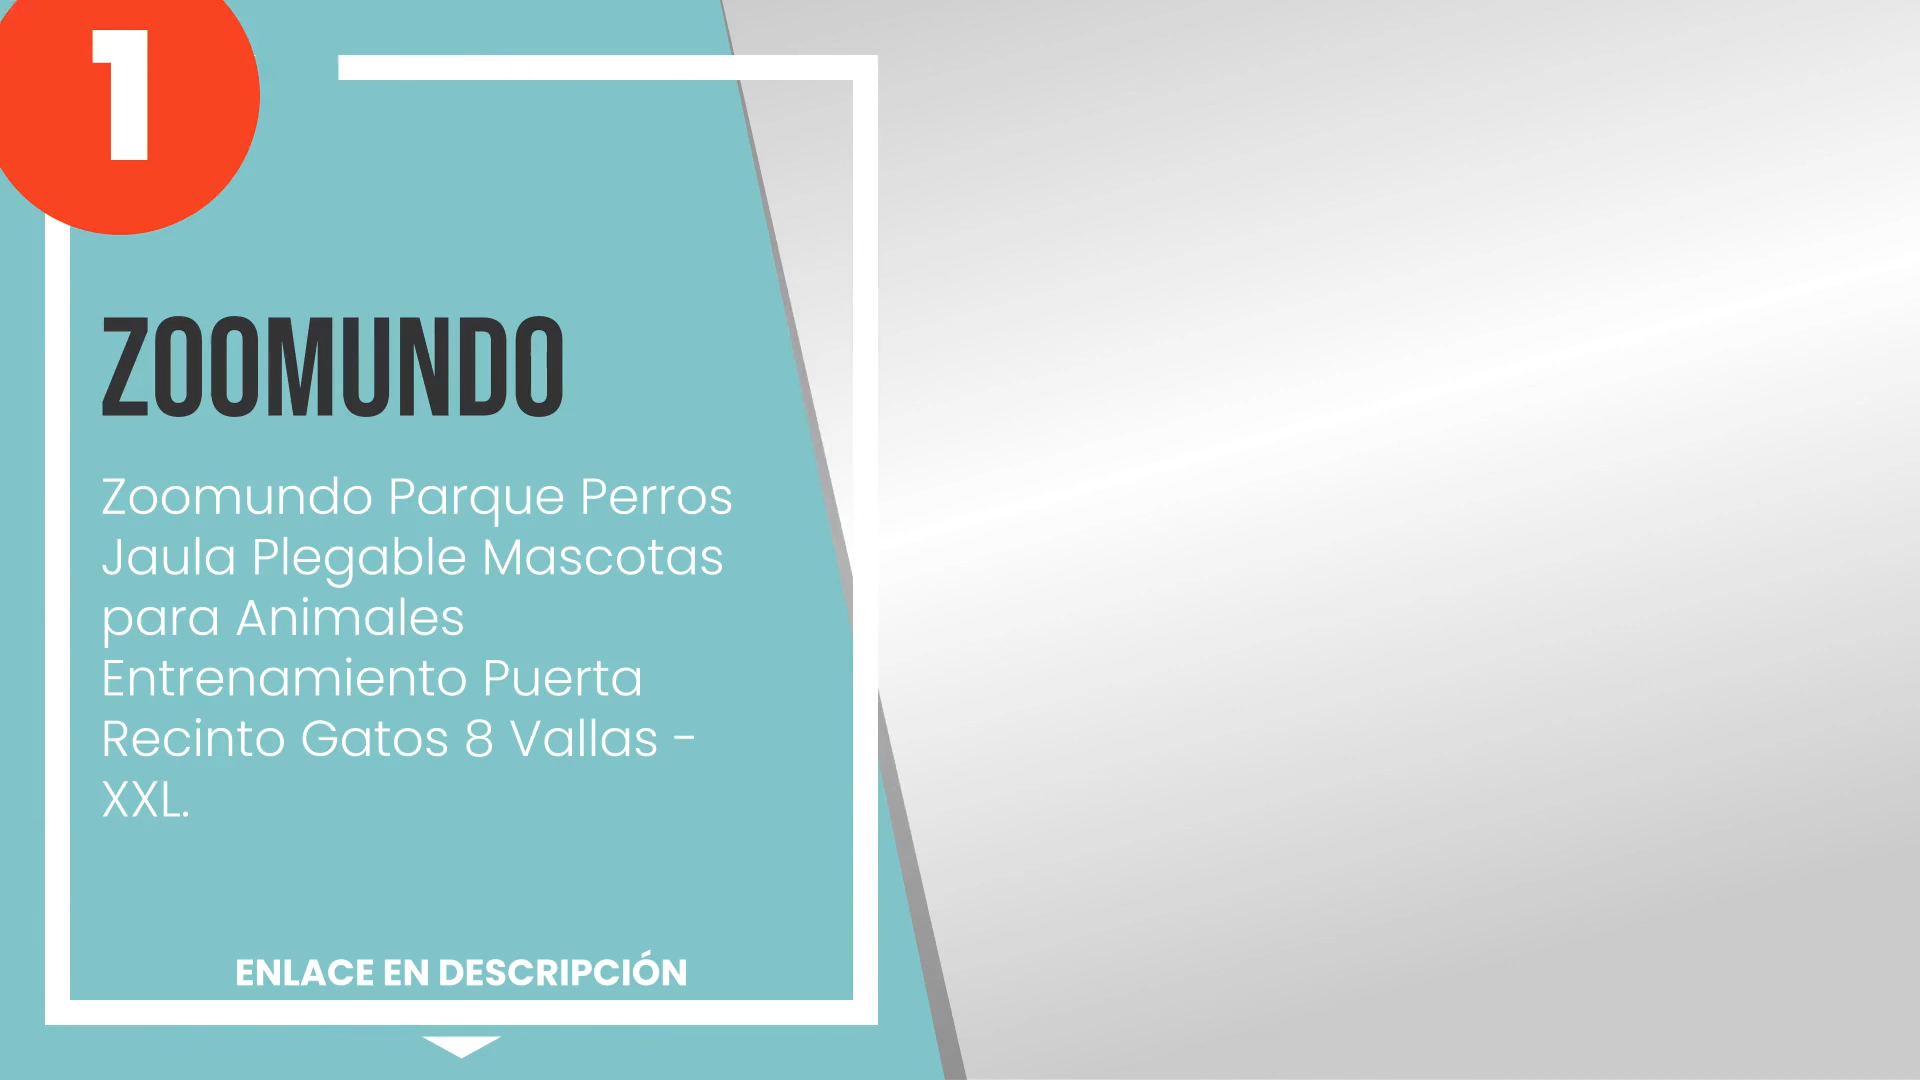 1
ZOOMUNDO
Zoomundo Parque Perros
Jaula Plegable Mascotas
para Animales
Entrenamiento Puerta
Recinto Gatos 8 Vallas -
XXL.
ENLACE EN DESCRIPCIÓN